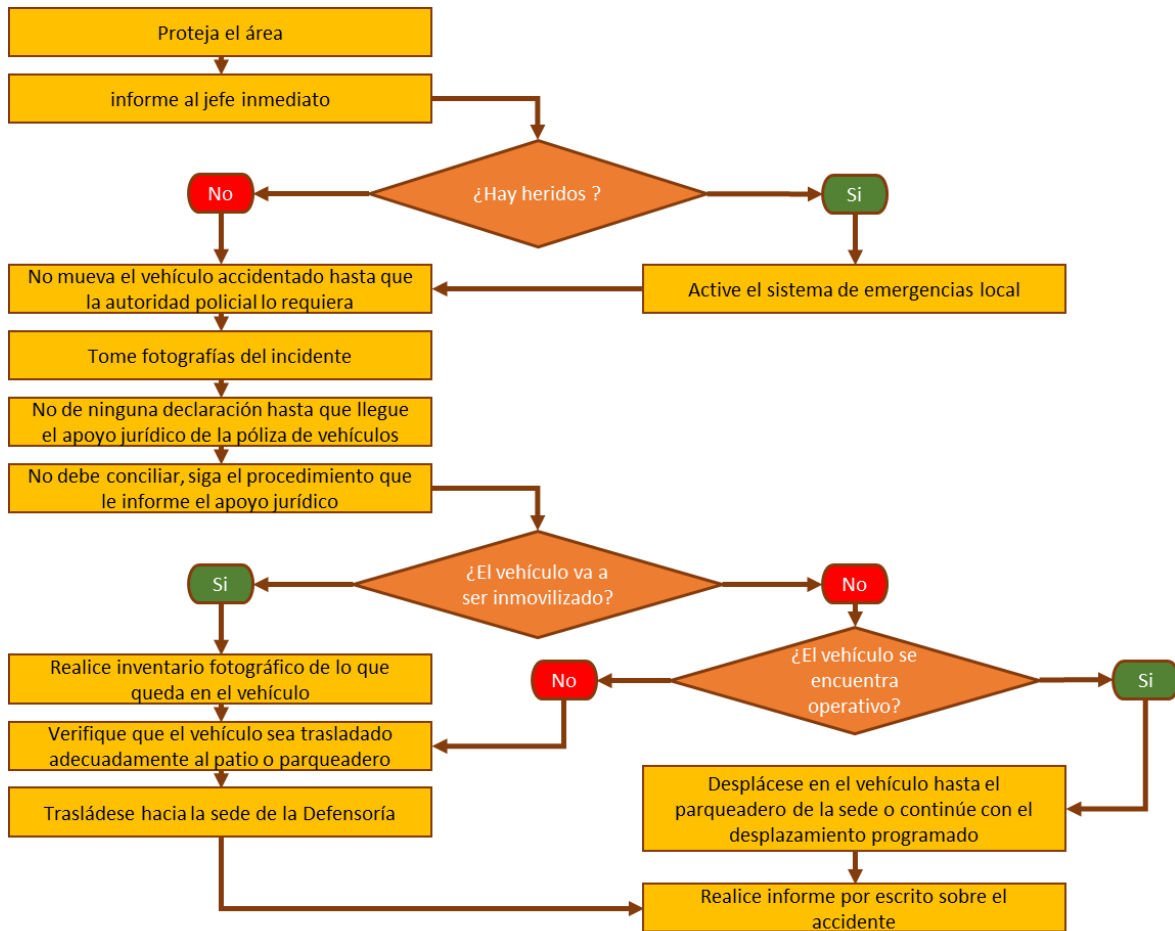 Proteja el área
informe al jefe inmediato
¿Hay heridos ?
No
Si
No mueva el vehículo accidentado hasta que
la autoridad policial lo requiera
Active el sistema de emergencias local
Tome fotografías del incidente
No de ninguna declaración hasta que llegue
el apoyo jurídico de la póliza de vehículos
No debe conciliar, siga el procedimiento que
le informe el apoyo jurídico
¿El vehículo va a
ser inmovilizado?
Si
No
Realice inventario fotográfico de lo que
queda en el vehículo
¿El vehículo se
encuentra
operativo?
No
Si
Verifique que el vehículo sea trasladado
adecuadamente al patio o parqueadero
Trasládese hacia la sede de la Defensoría
Desplácese en el vehículo hasta el
parqueadero de la sede o continúe con el
desplazamiento programado
Realice informe por escrito sobre el
accidente